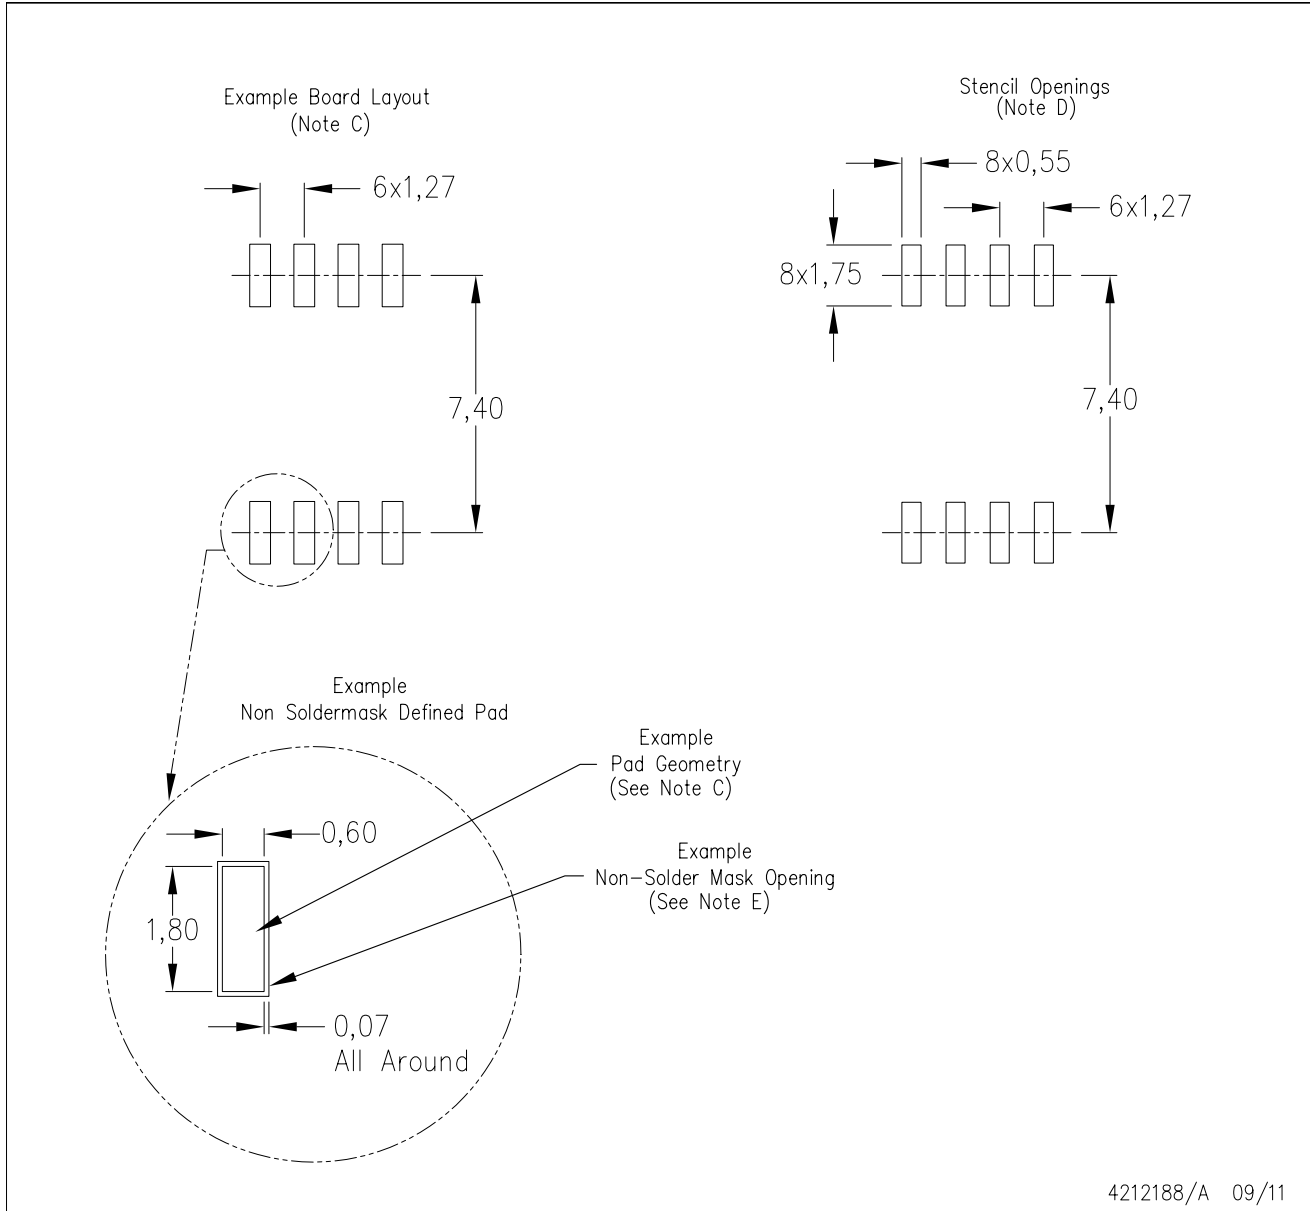 Example Board Layout
(Note C)
6x1,27
7,40
Stencil Openings
(Note D)
8x0,55
6x1,27
8x1,75
7,40
Example
Non Soldermask Defined Pad
Example
Pad Geometry
(See Note C)
0,60
Example
Non-Solder Mask Opening
(See Note E)
1,80
0,07
All Around
4212188/A 09/11